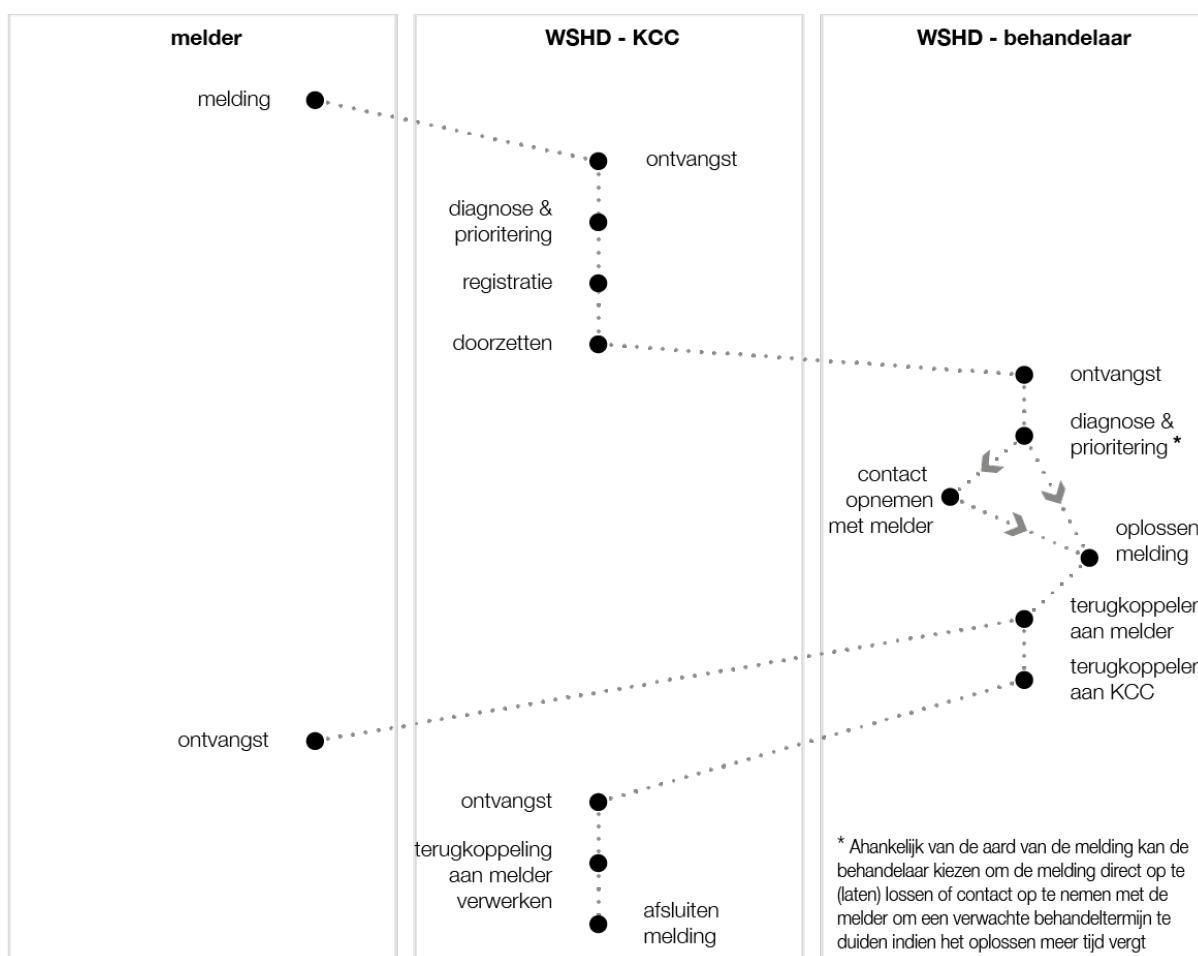 melder
WSHD - KCC
WSHD - behandelaar
melding
ontvangst
diagnose &
prioritering
registratie
doorzetten
ontvangst
diagnose &
prioritering *
contact
opnemen
met melder
oplossen
melding
terugkoppelen
aan melder
terugkoppelen
aan KCC
ontvangst
ontvangst
terugkoppeling
aan melder
verwerken
afsluiten
melding
* Ahankelijk van de aard van de melding kan de
behandelaar kiezen om de melding direct op te
(laten) lossen of contact op te nemen met de
melder om een verwachte behandeltermijn te
duiden indien het oplossen meer tijd vergt